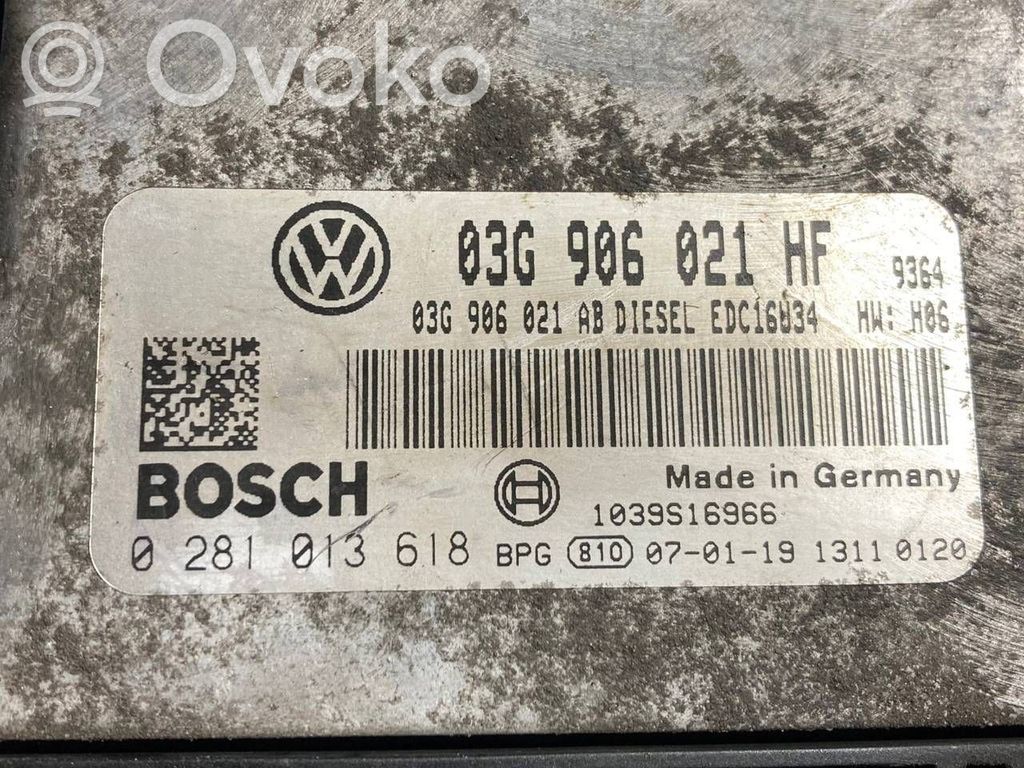 Ovoko
03G 906 021 HF 9364
03G 906 021 AB DIESEL EDC16U34 HW: H06
BOSCH
Made in Germany
1039S16966
0 281 013 618 BPG 810 07-01-19 1311 0120